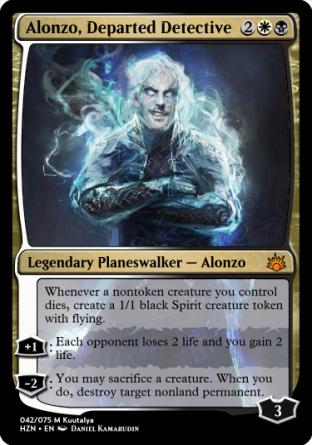 Alonzo, Departed Detective 2
Legendary Planeswalker — Alonzo
Whenever a nontoken creature you control
dies, create a 1/1 black Spirit creature token
with flying.
+1: Each opponent loses 2 life and you gain 2
life.
-2: You may sacrifice a creature. When you
do, destroy target nonland permanent.
3
042/075 M Kuutalya
HZN • EN Daniel Kamarudin